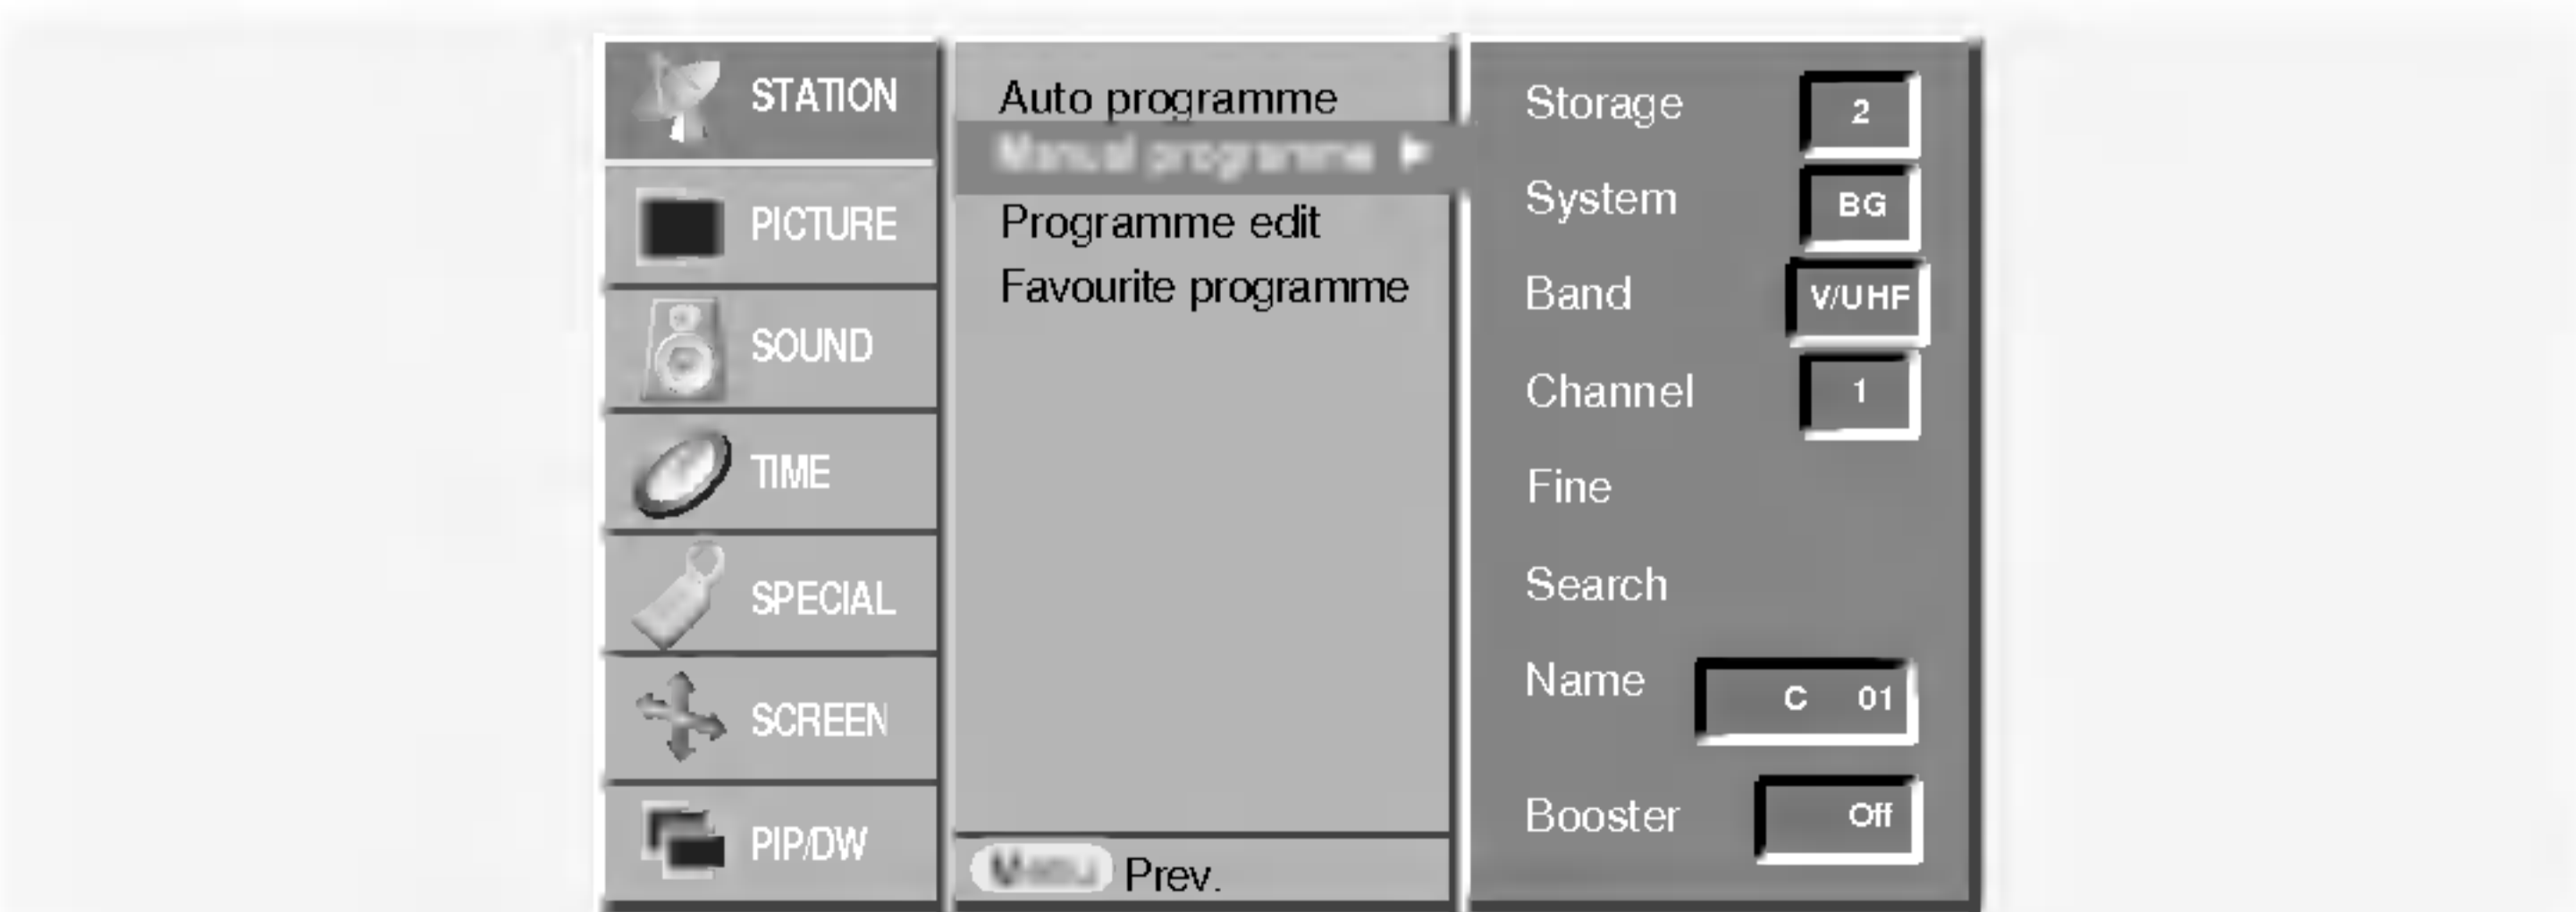 STATION
PICTURE
SOUND
TIME
SPECIAL
SCREEN
PIP/DW
Auto programme
Manual programme ►
Programme edit
Favourite programme
Menu Prev.
Storage 2
System BG
Band V/UHF
Channel 1
Fine
Search
Name C 01
Booster Off